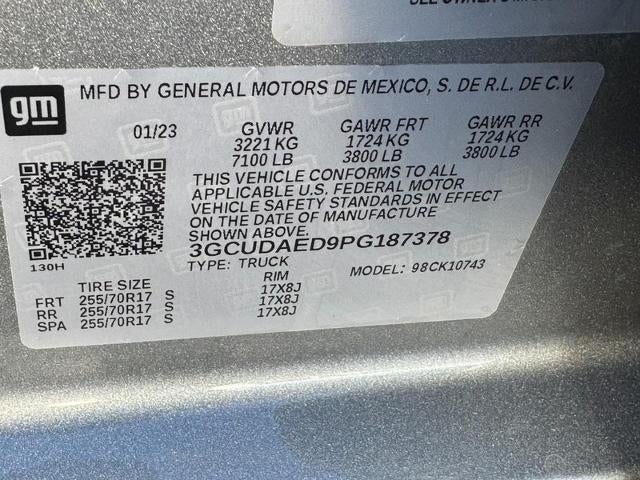 gm
MFD BY GENERAL MOTORS DE MEXICO, S. DE R.L. DE C.V.
01/23 GVWR GAWR FRT GAWR RR
3221 KG 1724 KG 1724 KG
7100 LB 3800 LB 3800 LB
THIS VEHICLE CONFORMS TO ALL
APPLICABLE U.S. FEDERAL MOTOR
VEHICLE SAFETY STANDARDS IN EFFECT
ON THE DATE OF MANUFACTURE
SHOWN ABOVE.
3GCUDAED9PG187378
130H TYPE: TRUCK MODEL: 98CK10743
TIRE SIZE RIM
FRT 255/70R17 S 17X8J
RR 255/70R17 S 17X8J
SPA 255/70R17 S 17X8J